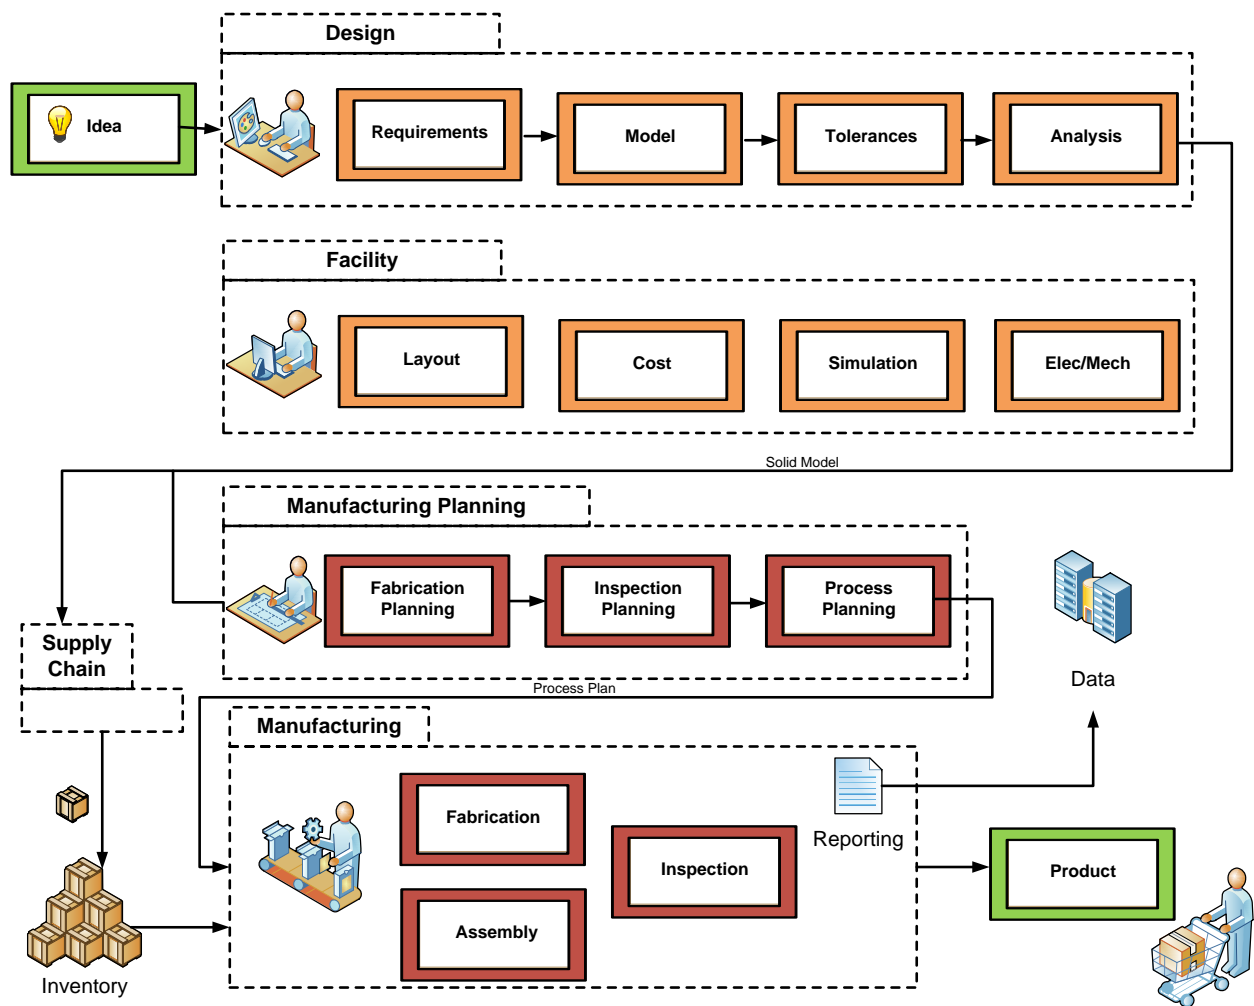 Design
Idea
Requirements
Model
Tolerances
Analysis
Facility
Layout
Cost
Simulation
Elec/Mech
Solid Model
Manufacturing Planning
Fabrication
Planning
Inspection
Planning
Process
Planning
Supply
Chain
Data
Process Plan
Manufacturing
Fabrication
Reporting
Inspection
Product
Assembly
Inventory